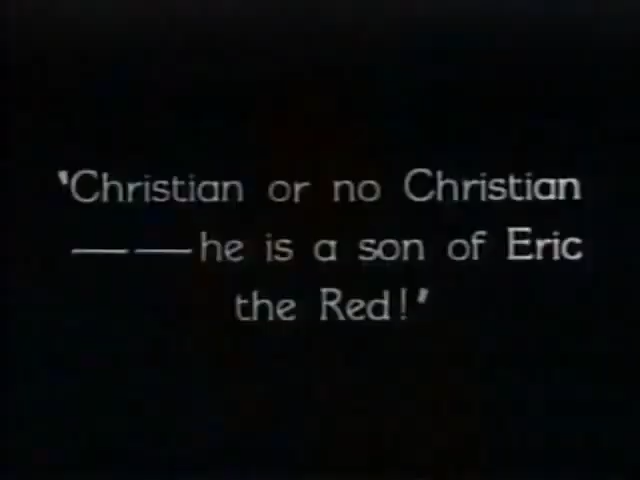 "Christian or no Christian
——he is a son of Eric
the Red!"